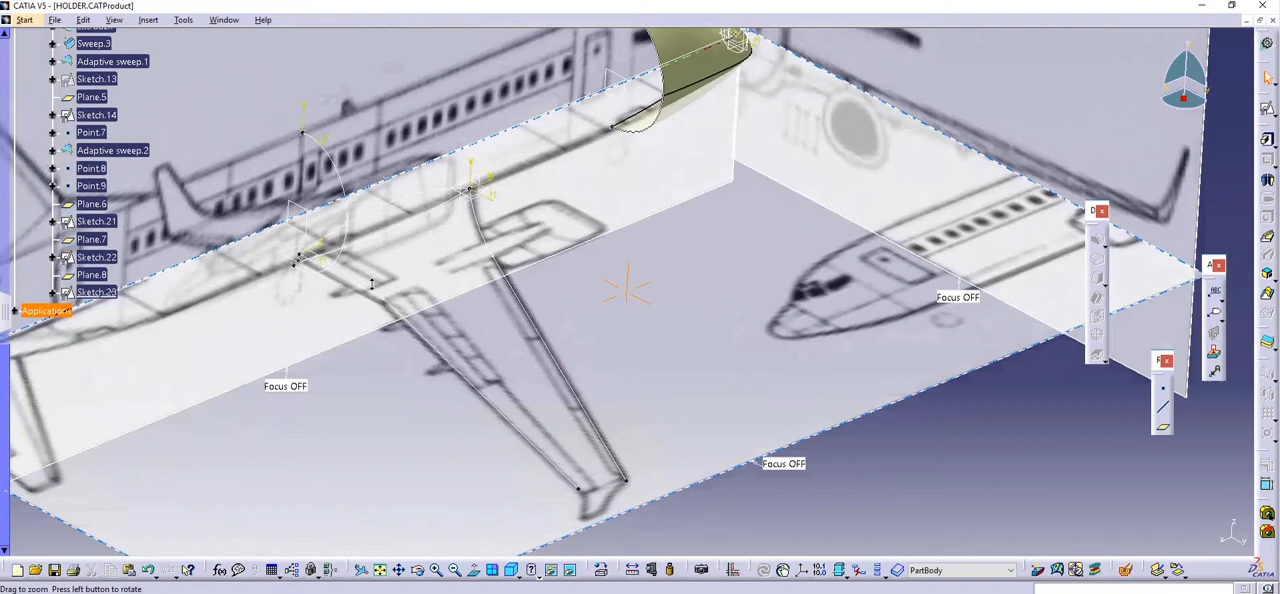 CATIA V5 - [HOLDER.CATProduct]
Start File Edit View Insert Tools Window Help
Sweep.3
Adaptive sweep.1
Sketch.13
Plane.5
Sketch.14
Point.7
Adaptive sweep.2
Point.8
Point.9
Plane.6
Sketch.21
Plane.7
Sketch.22
Plane.8
Sketch.23
Applications
Focus OFF
Focus OFF
Focus OFF
PartBody
Drag to zoom Press left button to rotate